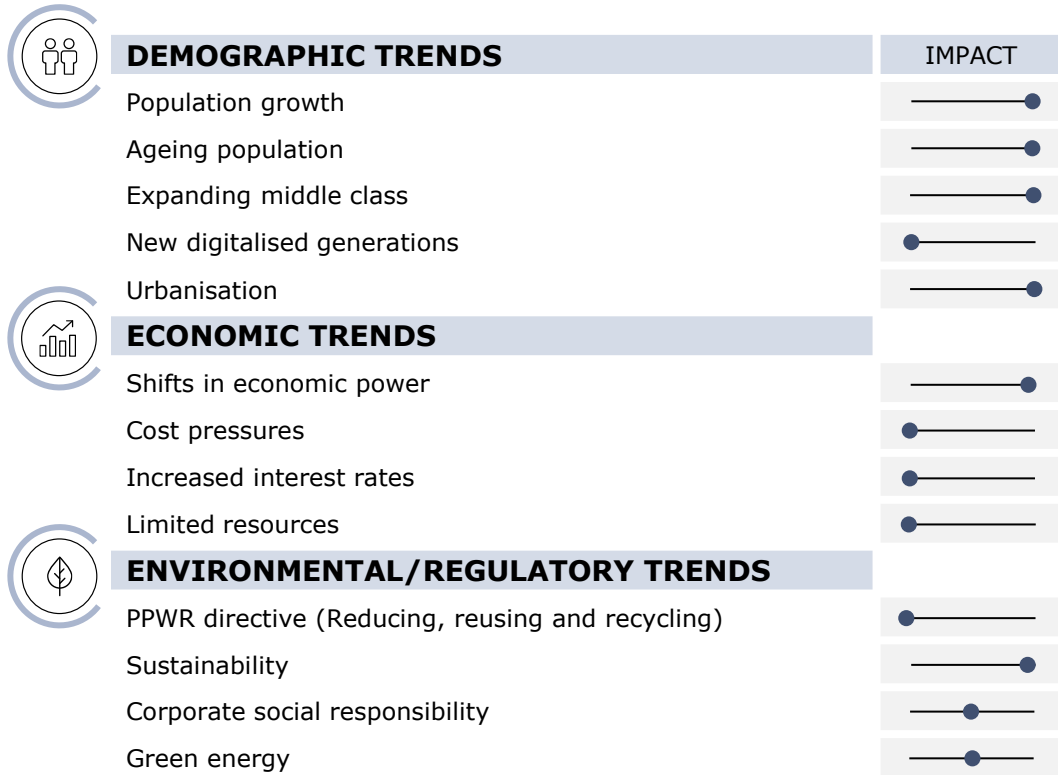 DEMOGRAPHIC TRENDS IMPACT
Population growth
Ageing population
Expanding middle class
New digitalised generations
Urbanisation
ECONOMIC TRENDS
Shifts in economic power
Cost pressures
Increased interest rates
Limited resources
ENVIRONMENTAL/REGULATORY TRENDS
PPWR directive (Reducing, reusing and recycling)
Sustainability
Corporate social responsibility
Green energy